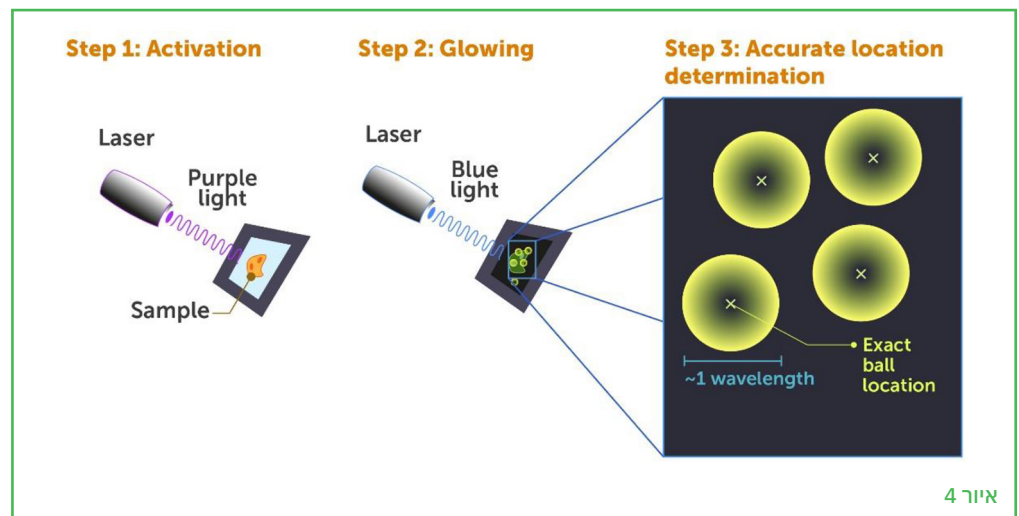 Step 1: Activation
Laser
Purple
light
Sample
Step 2: Glowing
Laser
Blue
light
Step 3: Accurate location
determination
Exact
ball
location
~1 wavelength
איור 4